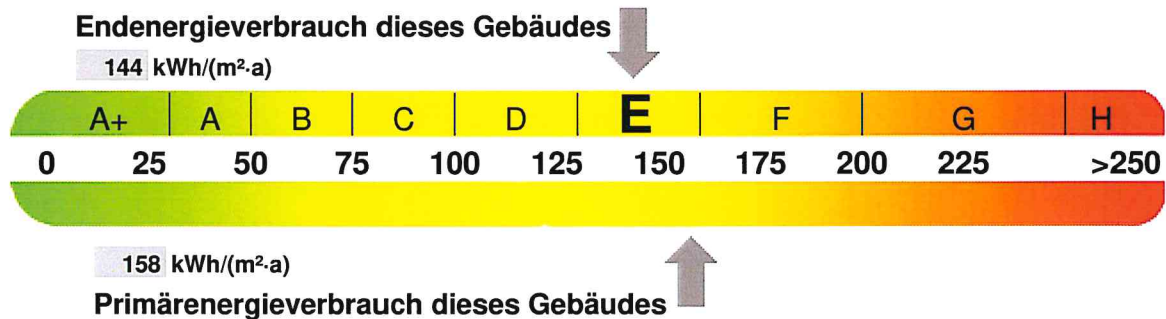 Endenergieverbrauch dieses Gebäudes
144 kWh/(m²·a)
A+ A B C D E F G H
0 25 50 75 100 125 150 175 200 225 >250
158 kWh/(m²·a)
Primärenergieverbrauch dieses Gebäudes